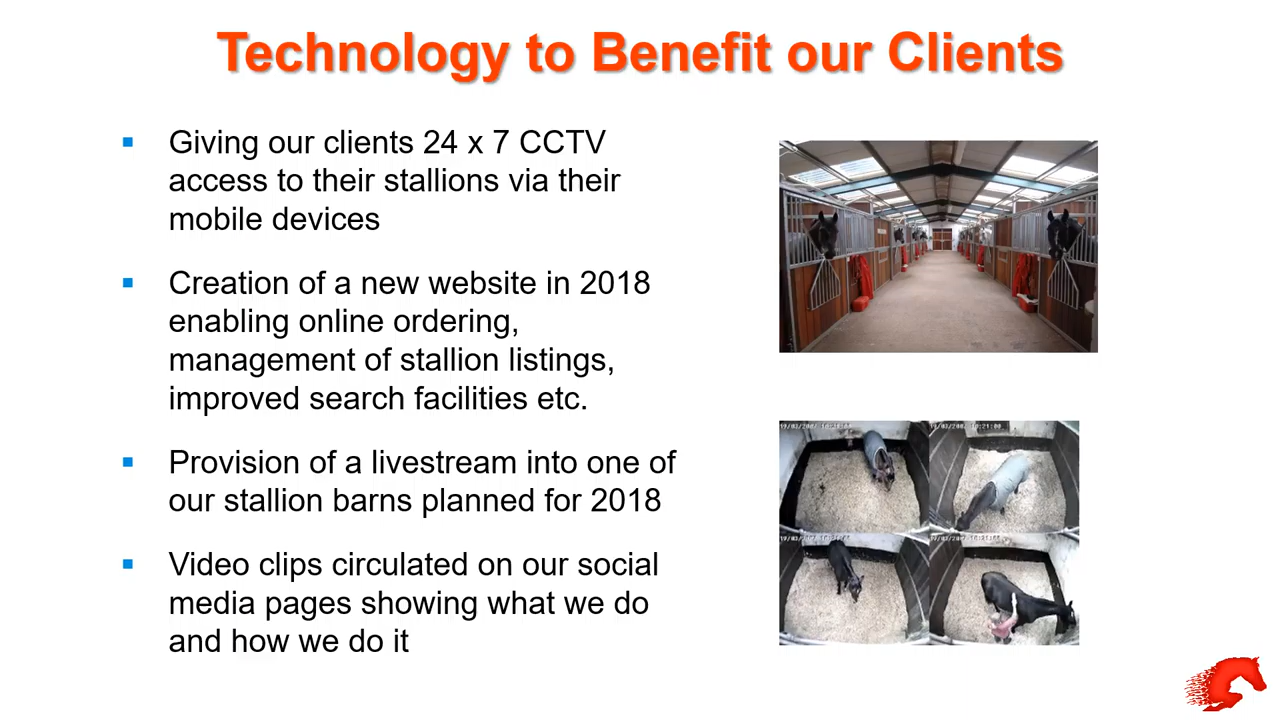 Technology to Benefit our Clients
Giving our clients 24 x 7 CCTV
access to their stallions via their
mobile devices
Creation of a new website in 2018
enabling online ordering,
management of stallion listings,
improved search facilities etc.
Provision of a livestream into one of
our stallion barns planned for 2018
Video clips circulated on our social
media pages showing what we do
and how we do it